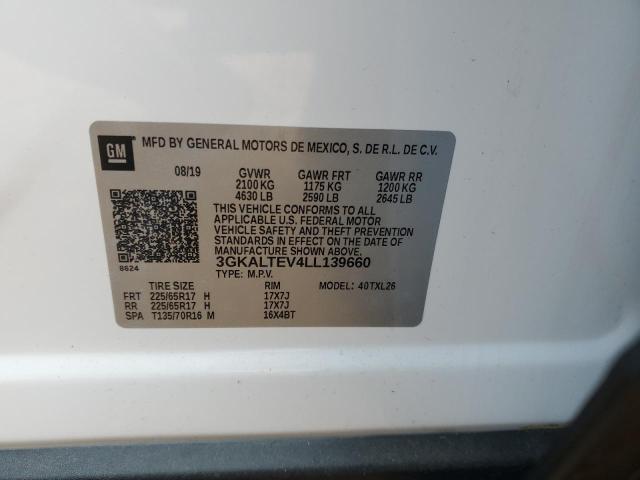 GM
MFD BY GENERAL MOTORS DE MEXICO, S. DE R.L. DE C.V.
08/19 GVWR GAWR FRT GAWR RR
2100 KG 1175 KG 1200 KG
4630 LB 2590 LB 2645 LB
THIS VEHICLE CONFORMS TO ALL
APPLICABLE U.S. FEDERAL MOTOR
VEHICLE SAFETY AND BUMPER
STANDARDS IN EFFECT ON THE DATE OF
MANUFACTURE SHOWN ABOVE.
8624 3GKALTEV4LL139660
TYPE: M.P.V.
TIRE SIZE RIM MODEL: 40TXL26
FRT 225/65R17 H 17X7J
RR 225/65R17 H 17X7J
SPA T135/70R16 M 16X4BT